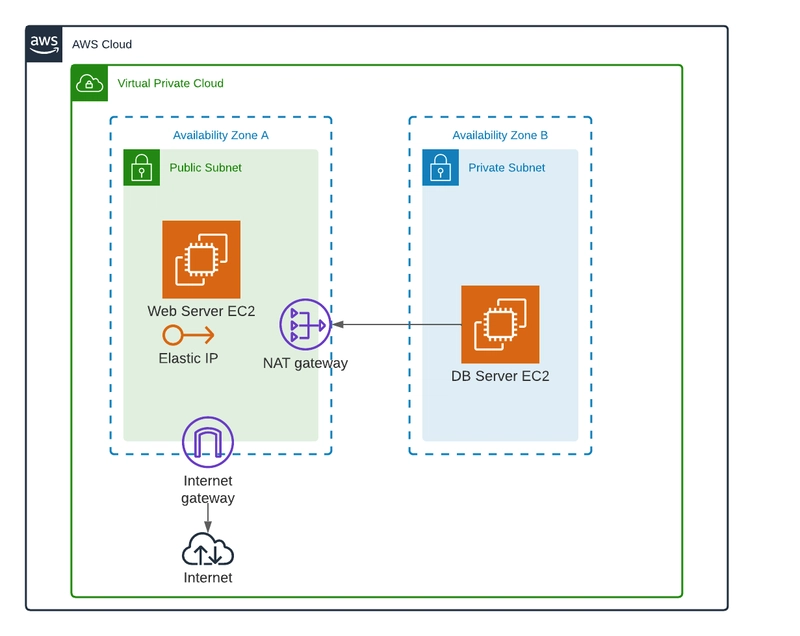 aws
AWS Cloud
Virtual Private Cloud
Availability Zone A
Availability Zone B
Public Subnet
Private Subnet
Web Server EC2
Elastic IP
NAT gateway
DB Server EC2
Internet
gateway
Internet